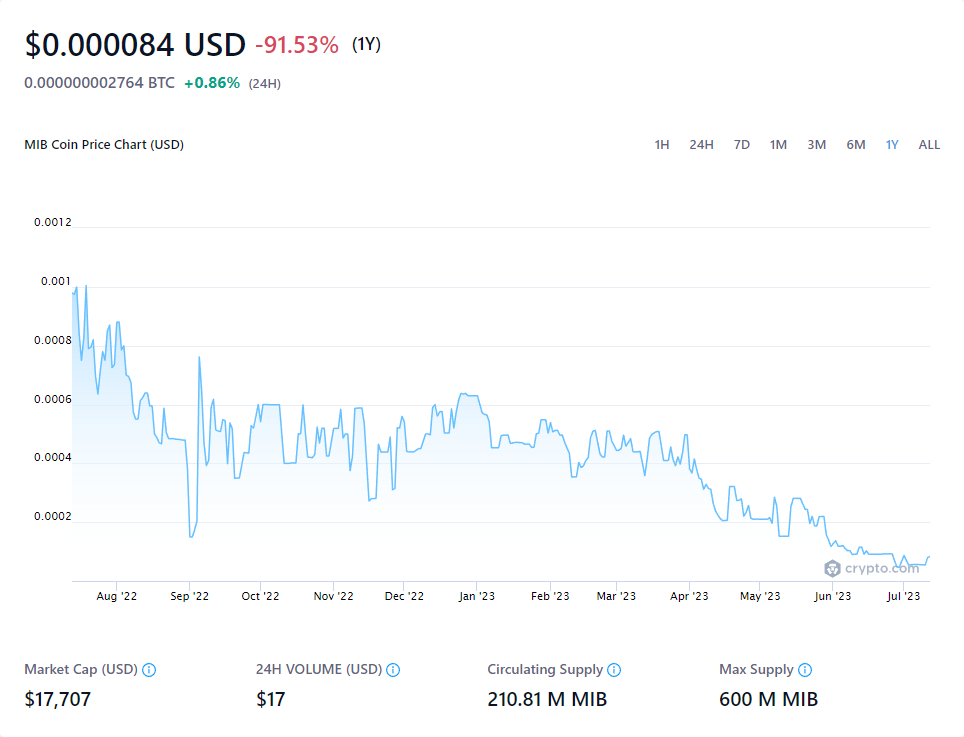 $0.000084 USD -91.53% (1Y)
0.000000002764 BTC +0.86% (24H)
MIB Coin Price Chart (USD) 1H 24H 7D 1M 3M 6M 1Y ALL
0.0012
0.001
0.0008
0.0006
0.0004
0.0002
crypto.com
Aug '22 Sep '22 Oct '22 Nov '22 Dec '22 Jan '23 Feb '23 Mar '23 Apr '23 May '23 Jun '23 Jul '23
Market Cap (USD) 24H VOLUME (USD) Circulating Supply Max Supply
$17,707 $17 210.81 M MIB 600 M MIB